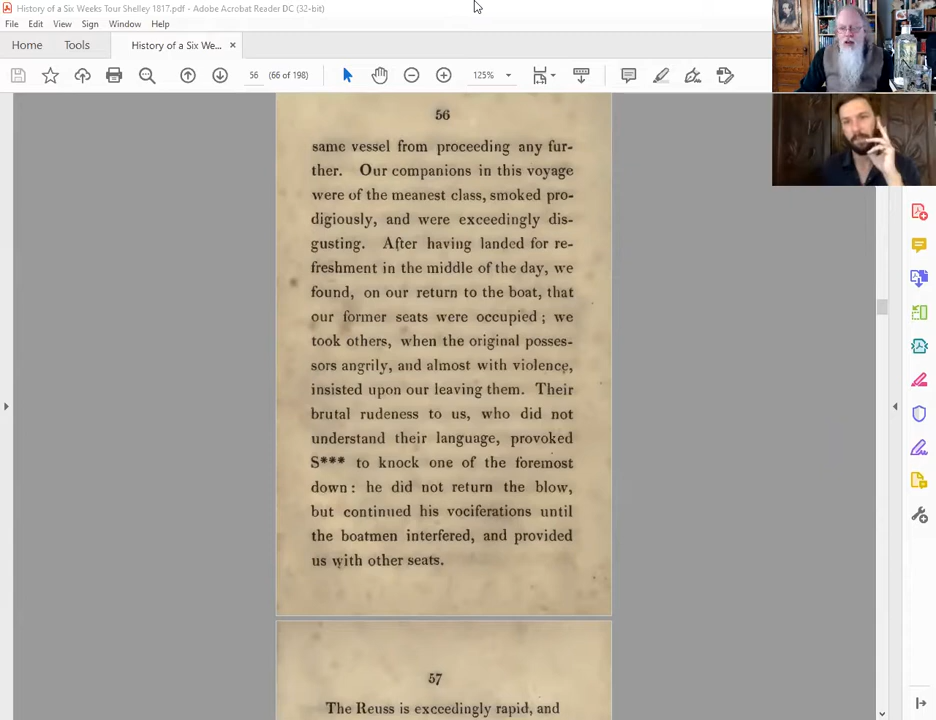 History of a Six Weeks Tour Shelley 1817.pdf - Adobe Acrobat Reader DC (32-bit)
File Edit View Sign Window Help
Home Tools History of a Six We... ×
56 (66 of 198) 125%
56
same vessel from proceeding any fur-
ther. Our companions in this voyage
were of the meanest class, smoked pro-
digiously, and were exceedingly dis-
gusting. After having landed for re-
freshment in the middle of the day, we
found, on our return to the boat, that
our former seats were occupied ; we
took others, when the original posses-
sors angrily, and almost with violence,
insisted upon our leaving them. Their
brutal rudeness to us, who did not
understand their language, provoked
S*** to knock one of the foremost
down : he did not return the blow,
but continued his vociferations until
the boatmen interfered, and provided
us with other seats.
57
The Reuss is exceedingly rapid, and